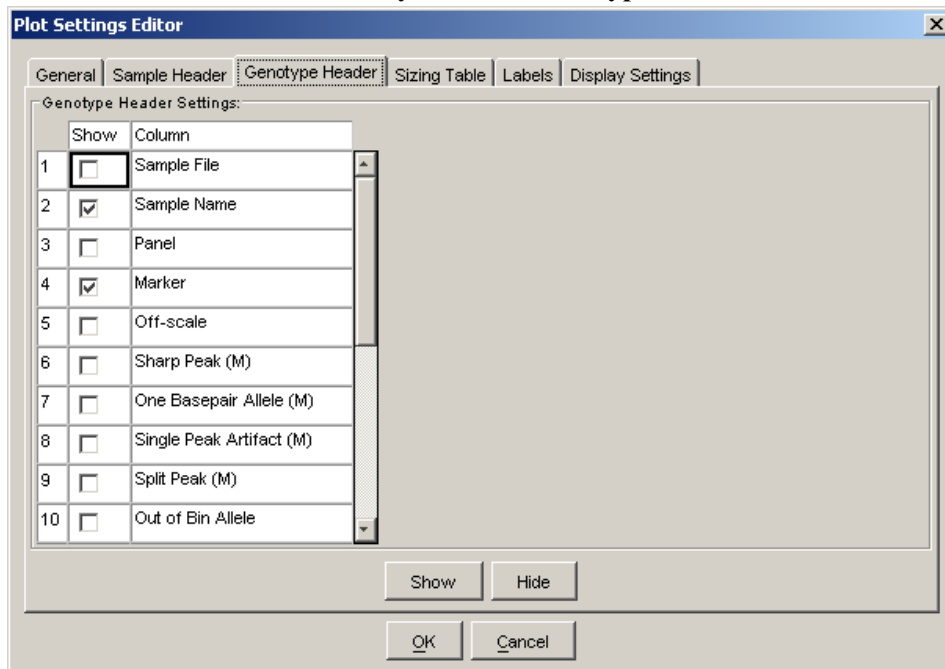 Plot Settings Editor
General Sample Header Genotype Header Sizing Table Labels Display Settings
Genotype Header Settings:
Show Column
1 Sample File
2 Sample Name
3 Panel
4 Marker
5 Off-scale
6 Sharp Peak (M)
7 One Basepair Allele (M)
8 Single Peak Artifact (M)
9 Split Peak (M)
10 Out of Bin Allele
Show Hide
OK Cancel